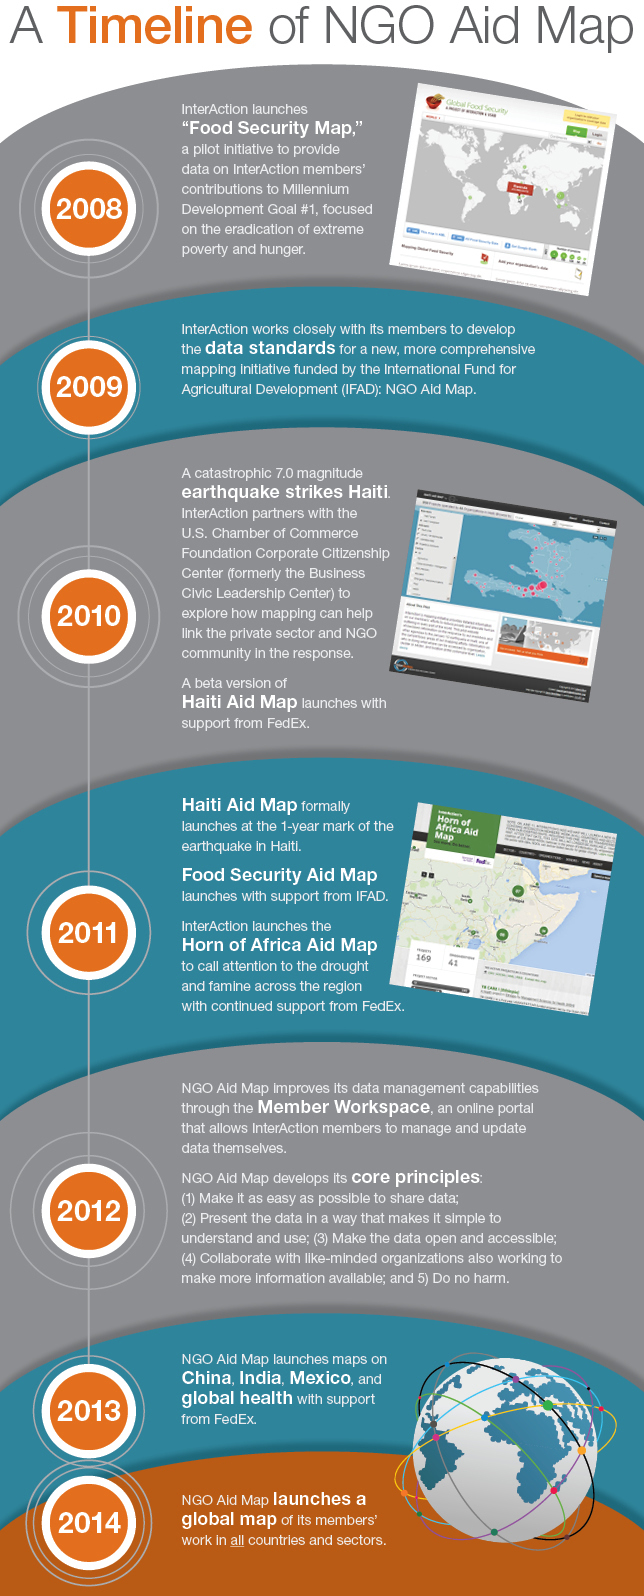 A Timeline of NGO Aid Map
InterAction launches
“Food Security Map,”
a pilot initiative to provide
data on InterAction members’
contributions to Millennium
Development Goal #1, focused
on the eradication of extreme
poverty and hunger.
Global Food Security
Map
Login
2008
InterAction works closely with its members to develop
the data standards for a new, more comprehensive
mapping initiative funded by the International Fund for
Agricultural Development (IFAD): NGO Aid Map.
2009
A catastrophic 7.0 magnitude
earthquake strikes Haiti.
InterAction partners with the
U.S. Chamber of Commerce
Foundation Corporate Citizenship
Center (formerly the Business
Civic Leadership Center) to
explore how mapping can help
link the private sector and NGO
community in the response.
A beta version of
Haiti Aid Map launches with
support from FedEx.
2010
About This Map
Haiti Aid Map formally
launches at the 1-year mark of the
earthquake in Haiti.
Food Security Aid Map
launches with support from IFAD.
InterAction launches the
Horn of Africa Aid Map
to call attention to the drought
and famine across the region
with continued support from FedEx.
2011
InterAction's
Horn of
Africa Aid
Map
FedEx
Ethiopia
169
41
NGO Aid Map improves its data management capabilities
through the Member Workspace, an online portal
that allows InterAction members to manage and update
data themselves.
NGO Aid Map develops its core principles:
(1) Make it as easy as possible to share data;
(2) Present the data in a way that makes it simple to
understand and use; (3) Make the data open and accessible;
(4) Collaborate with like-minded organizations also working to
make more information available; and 5) Do no harm.
2012
NGO Aid Map launches maps on
China, India, Mexico, and
global health with support
from FedEx.
2013
NGO Aid Map launches a
global map of its members’
work in all countries and sectors.
2014